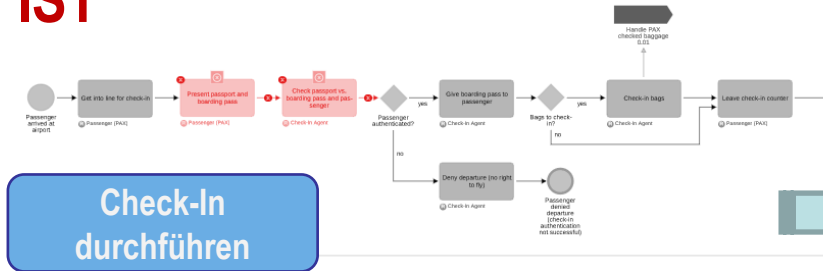 IST
Handle PAX
checked baggage
0.01
Get into line for check-in
Present passport and
boarding pass
Check passport vs.
boarding pass and pas-
senger
Give boarding pass to
passenger
Check-in bags
Leave check-in counter
yes
yes
Passenger
arrived at
airport
Passenger (PAX)
Passenger (PAX)
Check-In Agent
Passenger
authenticated?
Check-In Agent
Bags to check-
in?
Check-In Agent
Passenger (PAX)
no
no
Deny departure (no right
to fly)
Check-In Agent
Passenger
denied
departure
(check-in
authentication
not successful)
Check-In
durchführen